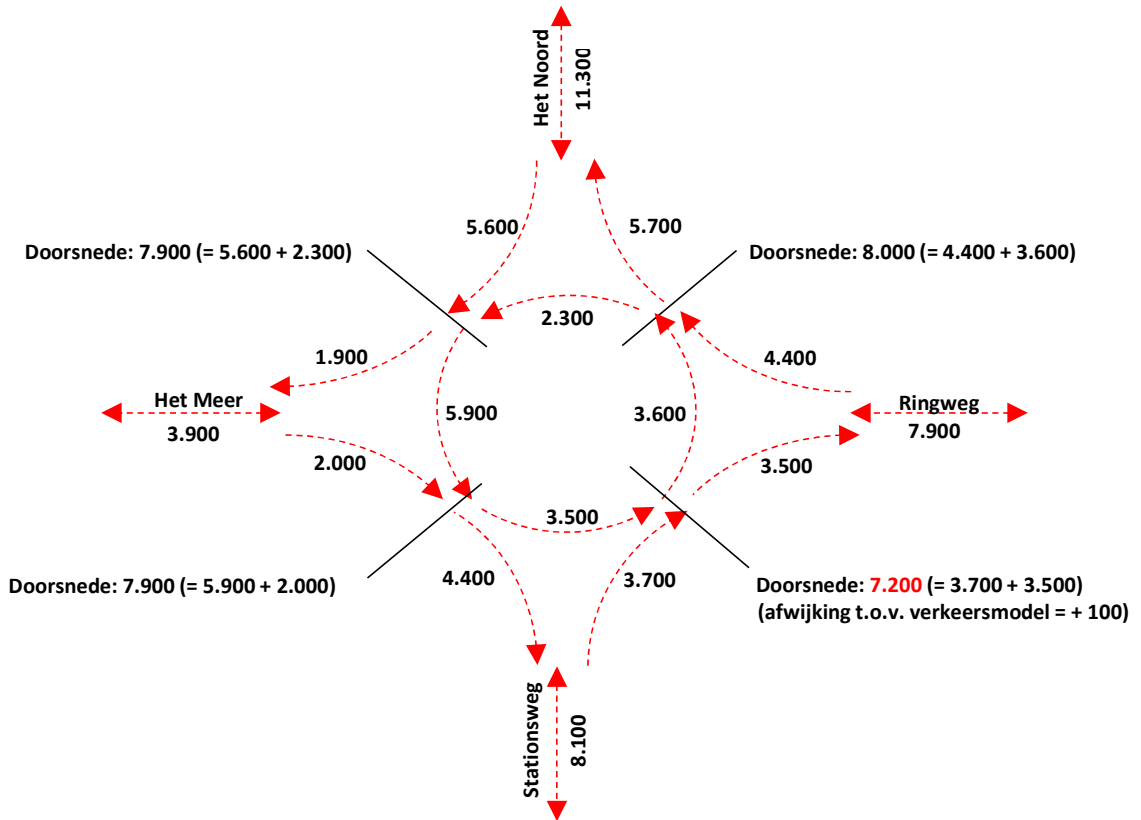 Het Noord
11.300
5.600
5.700
Doorsnede: 7.900 (= 5.600 + 2.300)
Doorsnede: 8.000 (= 4.400 + 3.600)
2.300
1.900
4.400
Het Meer
3.900
5.900
3.600
Ringweg
7.900
2.000
3.500
3.500
4.400
3.700
Doorsnede: 7.900 (= 5.900 + 2.000)
Doorsnede: 7.200 (= 3.700 + 3.500)
(afwijking t.o.v. verkeersmodel = + 100)
Stationsweg
8.100